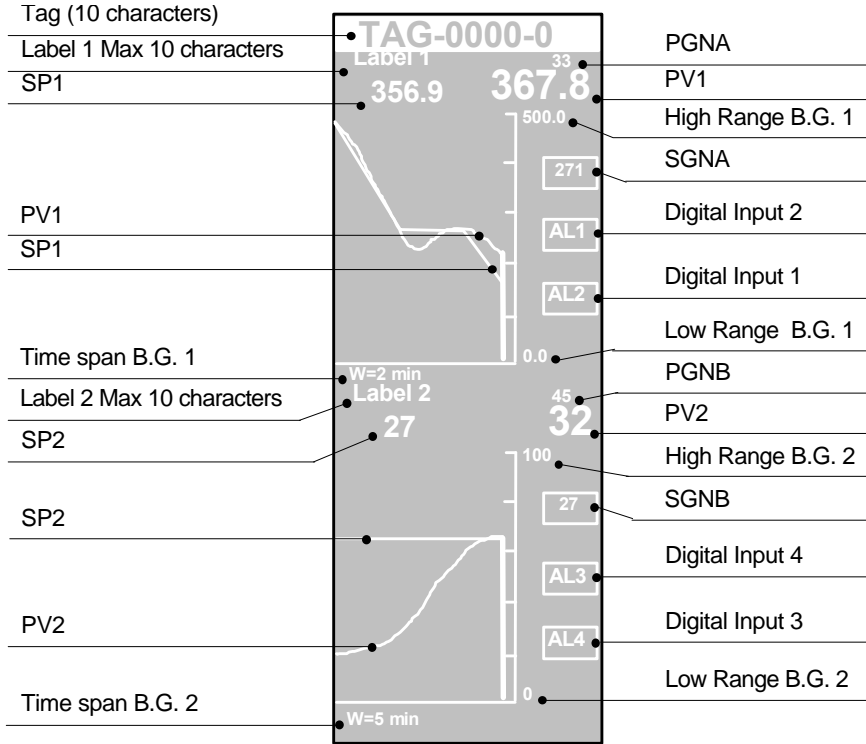 Tag (10 characters)
TAG-0000-0
Label 1 Max 10 characters
Label 1
33
PGNA
SP1
356.9
367.8
PV1
500.0
High Range B.G. 1
271
SGNA
PV1
AL1
Digital Input 2
SP1
AL2
Digital Input 1
0.0
Low Range B.G. 1
Time span B.G. 1
W=2 min
PGNB
Label 2 Max 10 characters
Label 2
45
SP2
27
32
PV2
100
High Range B.G. 2
27
SGNB
SP2
AL3
Digital Input 4
PV2
AL4
Digital Input 3
0
Low Range B.G. 2
Time span B.G. 2
W=5 min